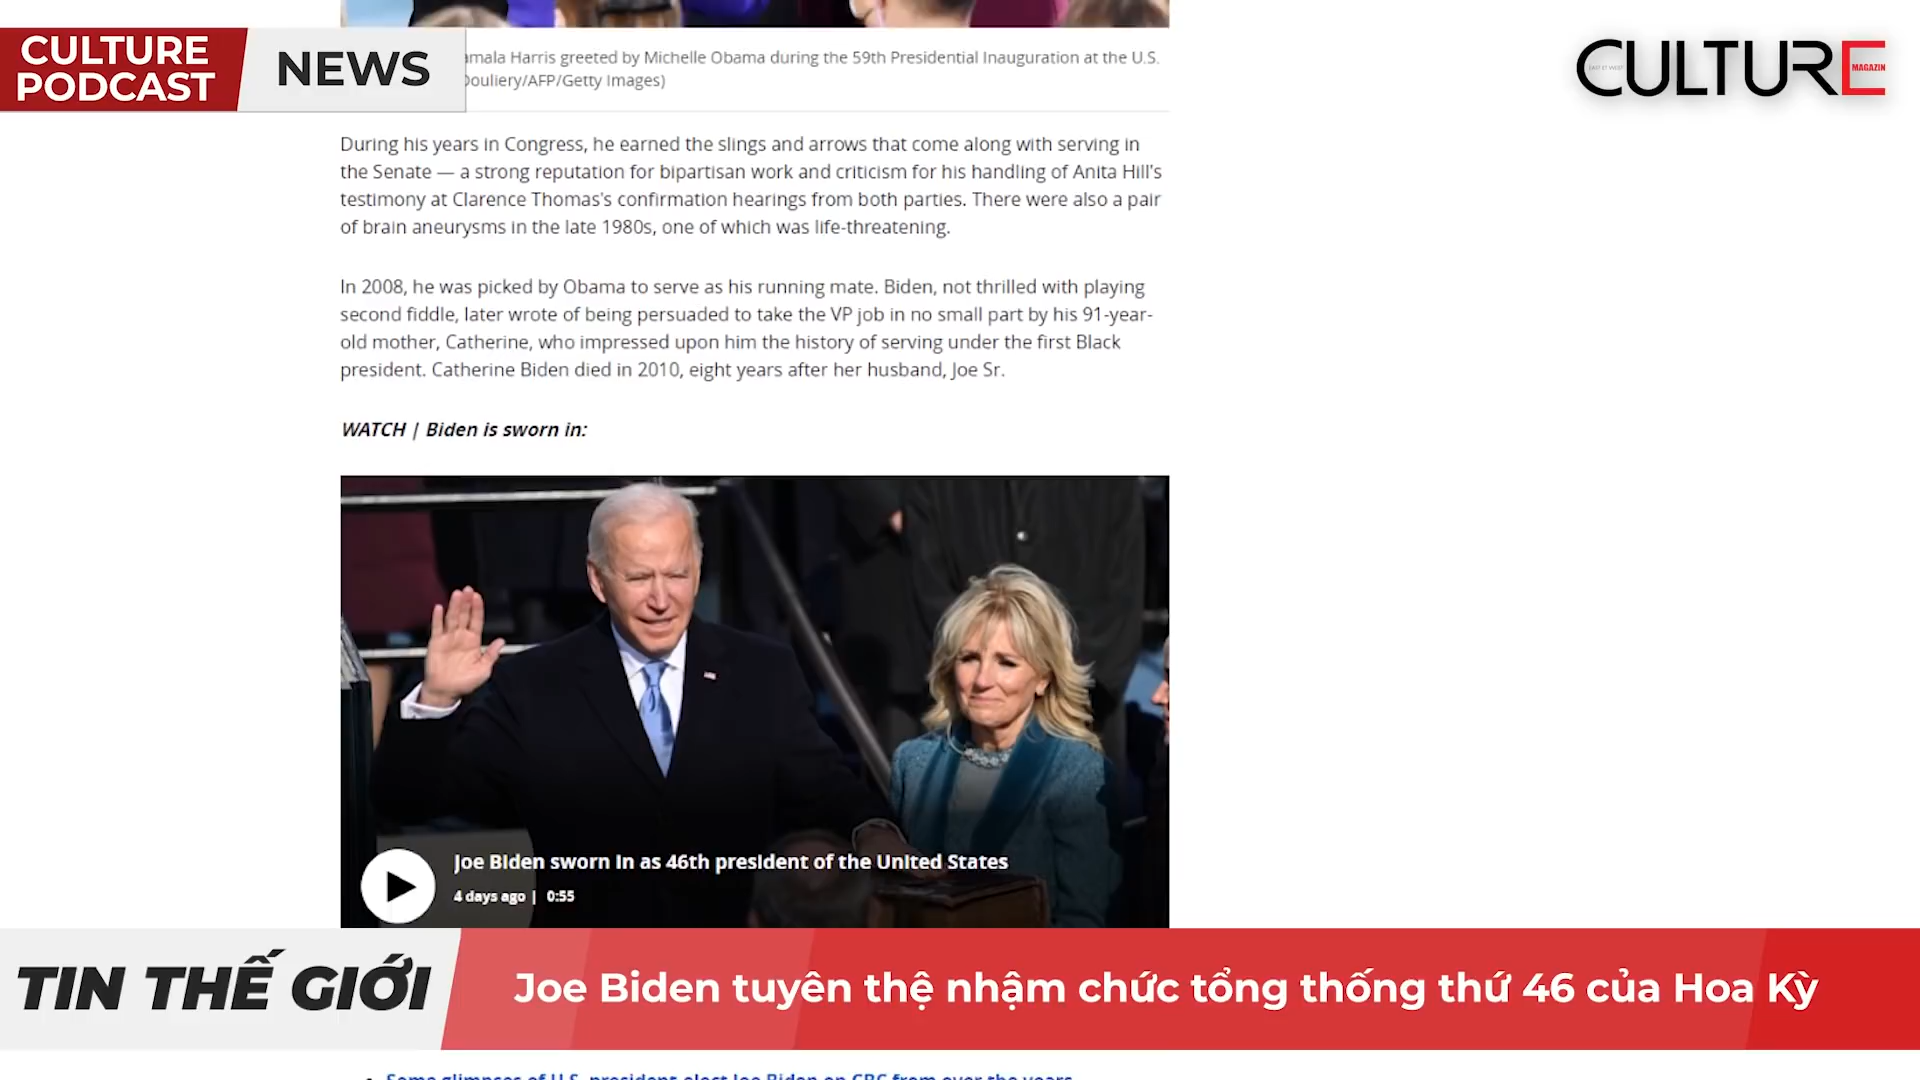 CULTURE
PODCAST
NEWS
CULTURE
MAGAZIN
amala Harris greeted by Michelle Obama during the 59th Presidential Inauguration at the U.S.
Douliery/AFP/Getty Images)
During his years in Congress, he earned the slings and arrows that come along with serving in
the Senate — a strong reputation for bipartisan work and criticism for his handling of Anita Hill's
testimony at Clarence Thomas's confirmation hearings from both parties. There were also a pair
of brain aneurysms in the late 1980s, one of which was life-threatening.
In 2008, he was picked by Obama to serve as his running mate. Biden, not thrilled with playing
second fiddle, later wrote of being persuaded to take the VP job in no small part by his 91-year-
old mother, Catherine, who impressed upon him the history of serving under the first Black
president. Catherine Biden died in 2010, eight years after her husband, Joe Sr.
WATCH | Biden is sworn in:
Joe Biden sworn in as 46th president of the United States
4 days ago | 0:55
TIN THẾ GIỚI
Joe Biden tuyên thệ nhậm chức tổng thống thứ 46 của Hoa Kỳ
Some glimpses of U.S. president-elect Joe Biden on CBC from over the years